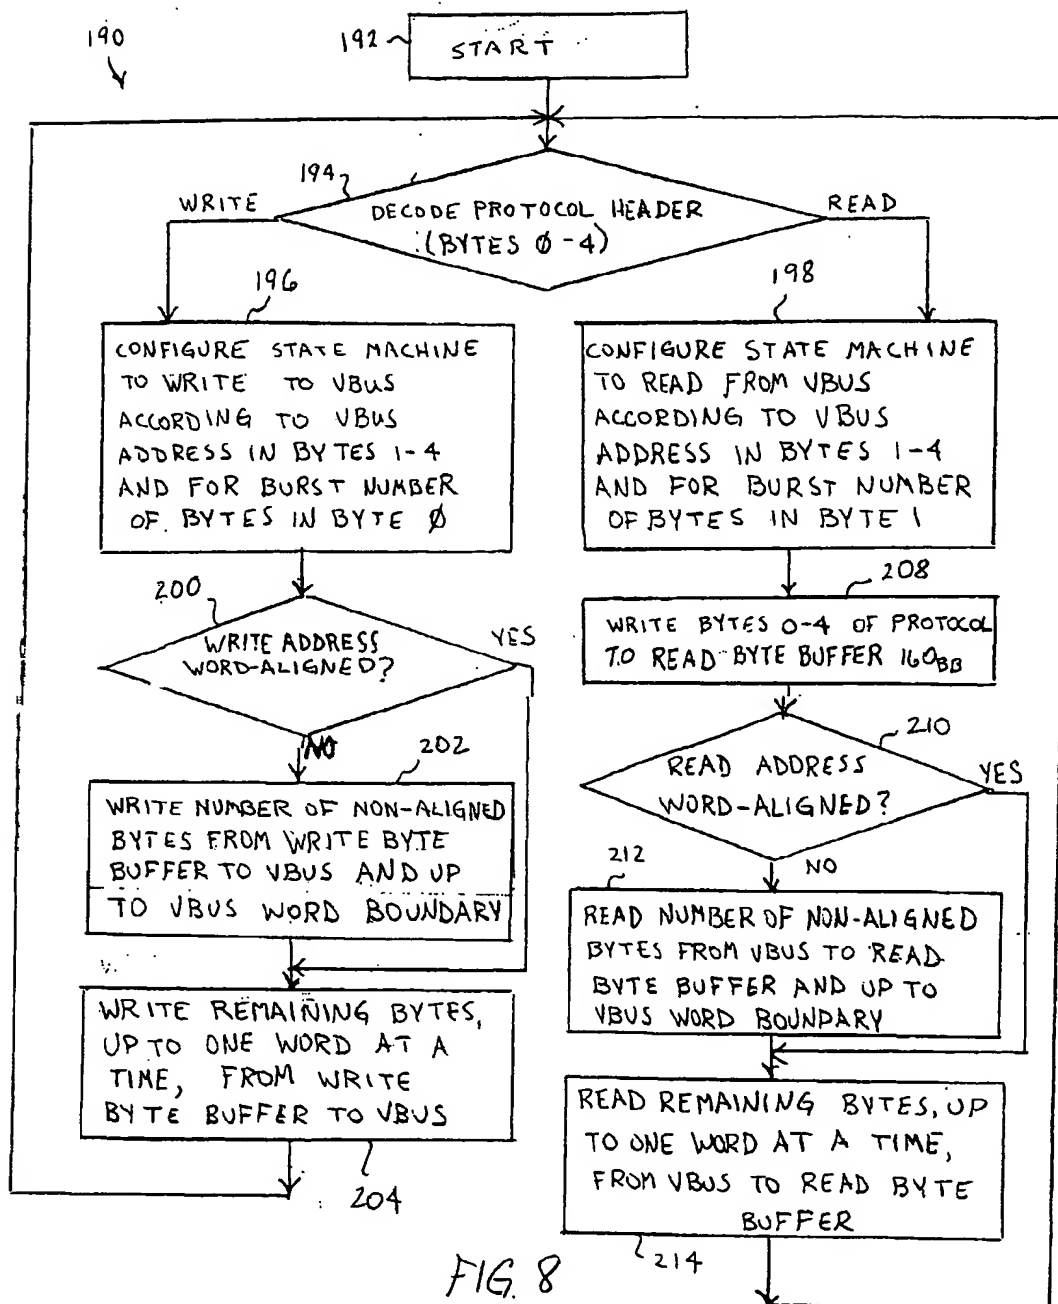 190
192
START
194
DECODE PROTOCOL HEADER
(BYTES 0-4)
WRITE
READ
196
CONFIGURE STATE MACHINE
TO WRITE TO VBUS
ACCORDING TO VBUS
ADDRESS IN BYTES 1-4
AND FOR BURST NUMBER
OF BYTES IN BYTE 0
198
CONFIGURE STATE MACHINE
TO READ FROM VBUS
ACCORDING TO VBUS
ADDRESS IN BYTES 1-4
AND FOR BURST NUMBER
OF BYTES IN BYTE 1
200
WRITE ADDRESS
WORD-ALIGNED?
YES
NO
208
WRITE BYTES 0-4 OF PROTOCOL
TO READ BYTE BUFFER 160BB
202
WRITE NUMBER OF NON-ALIGNED
BYTES FROM WRITE BYTE
BUFFER TO VBUS AND UP
TO VBUS WORD BOUNDARY
210
READ ADDRESS
WORD-ALIGNED?
YES
NO
212
READ NUMBER OF NON-ALIGNED
BYTES FROM VBUS TO READ
BYTE BUFFER AND UP TO
VBUS WORD BOUNDARY
WRITE REMAINING BYTES,
UP TO ONE WORD AT A
TIME, FROM WRITE
BYTE BUFFER TO VBUS
204
READ REMAINING BYTES, UP
TO ONE WORD AT A TIME,
FROM VBUS TO READ BYTE
BUFFER
214
FIG. 8